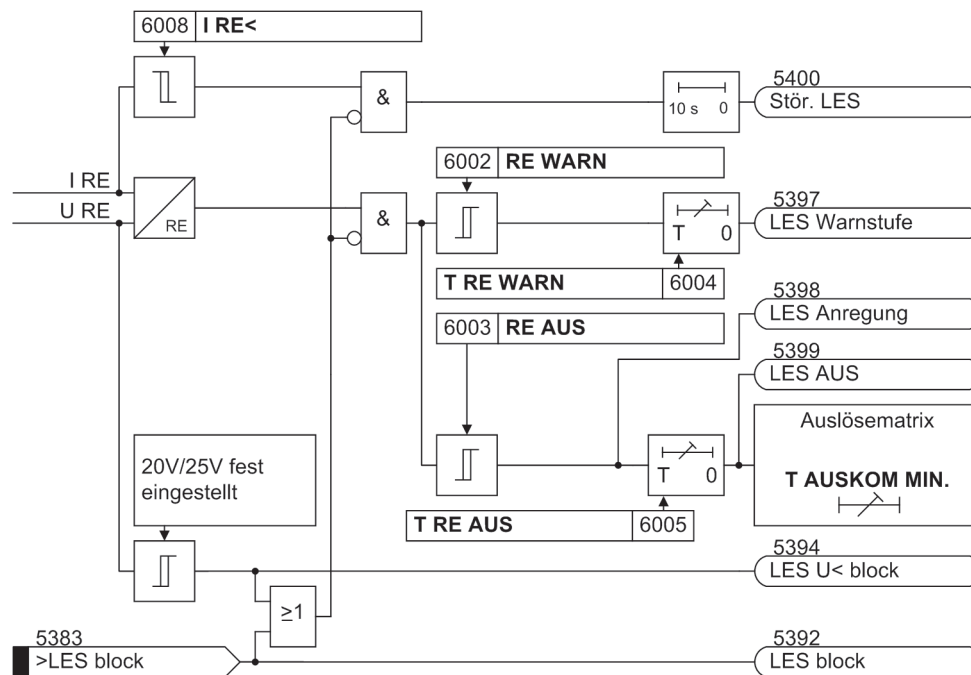 6008 I RE<
&
10 s 0
5400
Stör. LES
I RE
U RE
RE
&
6002 RE WARN
T 0
5397
LES Warnstufe
T RE WARN 6004
6003 RE AUS
5398
LES Anregung
5399
LES AUS
T 0
Auslösematrix
T AUSKOM MIN.
20V/25V fest
eingestellt
T RE AUS 6005
5394
LES U< block
≥1
5383
>LES block
5392
LES block